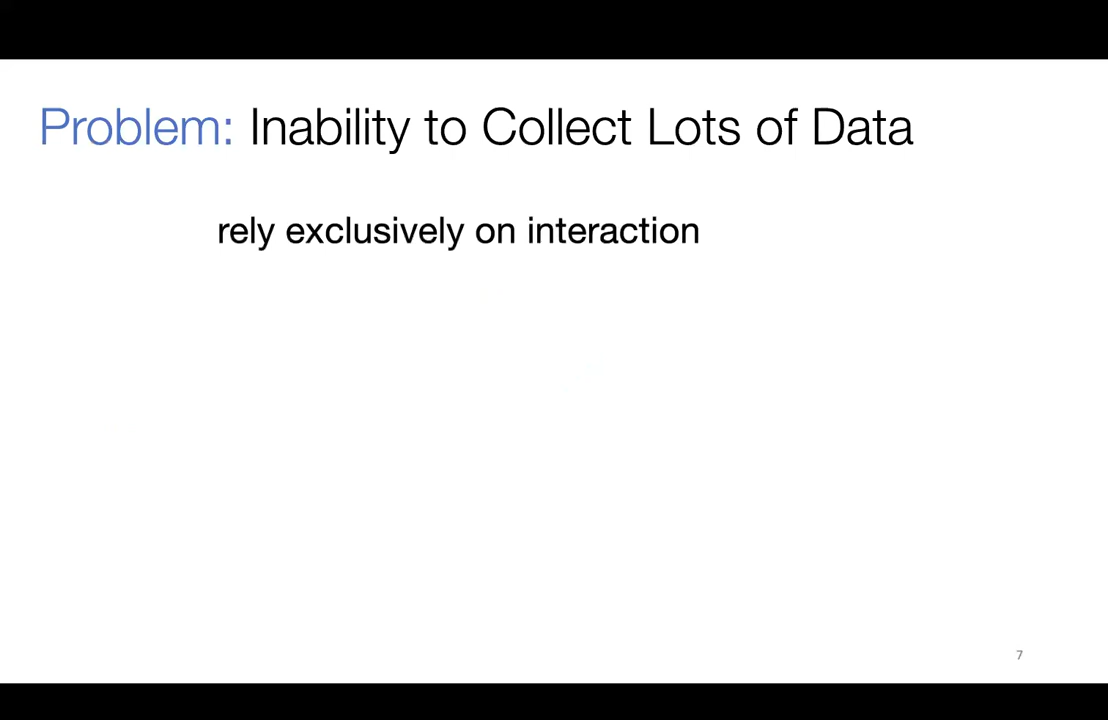 Problem: Inability to Collect Lots of Data
rely exclusively on interaction
7